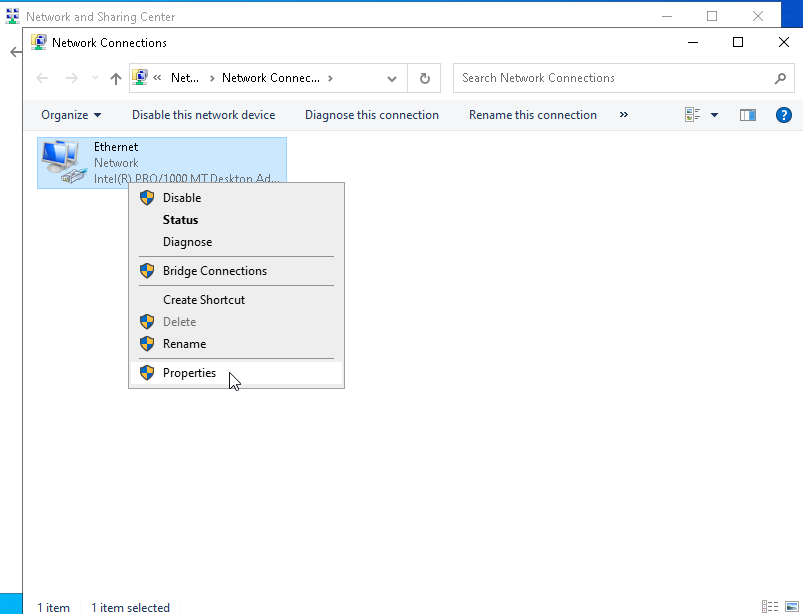 Network and Sharing Center
Network Connections
« Net... › Network Connec... ›
Search Network Connections
Organize
Disable this network device
Diagnose this connection
Rename this connection
»
Ethernet
Network
Intel(R) PRO/1000 MT Desktop Ad...
Disable
Status
Diagnose
Bridge Connections
Create Shortcut
Delete
Rename
Properties
1 item
1 item selected